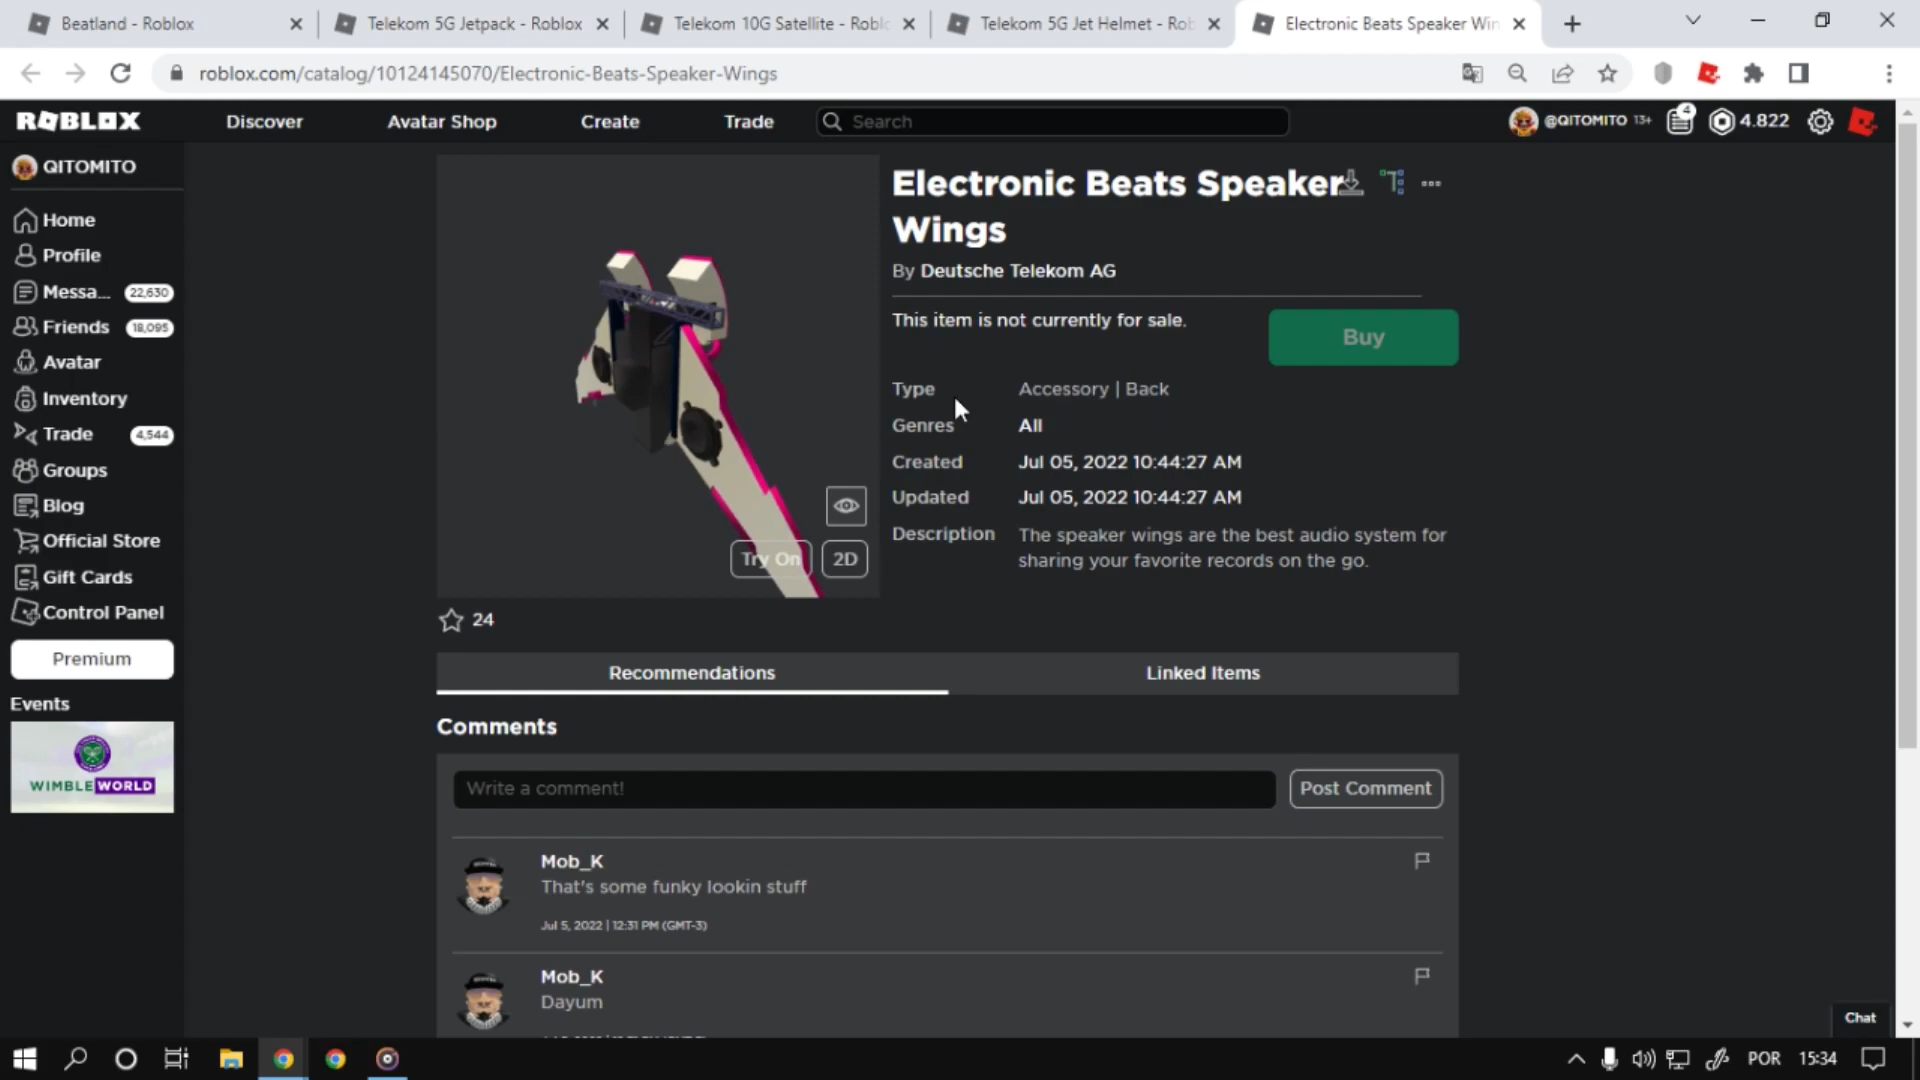 Beatland - Roblox
Telekom 5G Jetpack - Roblox
Telekom 10G Satellite - Roblo
Telekom 5G Jet Helmet - Rob
Electronic Beats Speaker Win
roblox.com/catalog/10124145070/Electronic-Beats-Speaker-Wings
ROBLOX
Discover
Avatar Shop
Create
Trade
Search
@QITOMITO 13+
4
4.822
QITOMITO
Home
Profile
Messa... 22,630
Friends 18,095
Avatar
Inventory
Trade 4,544
Groups
Blog
Official Store
Gift Cards
Control Panel
Premium
Events
WIMBLEWORLD
Try On
2D
24
Electronic Beats Speaker
Wings
By Deutsche Telekom AG
This item is not currently for sale.
Buy
Type Accessory | Back
Genres All
Created Jul 05, 2022 10:44:27 AM
Updated Jul 05, 2022 10:44:27 AM
Description The speaker wings are the best audio system for
sharing your favorite records on the go.
Recommendations
Linked Items
Comments
Write a comment!
Post Comment
Mob_K
That's some funky lookin stuff
Jul 5, 2022 | 12:31 PM (GMT-3)
Mob_K
Dayum
Chat
POR
15:34